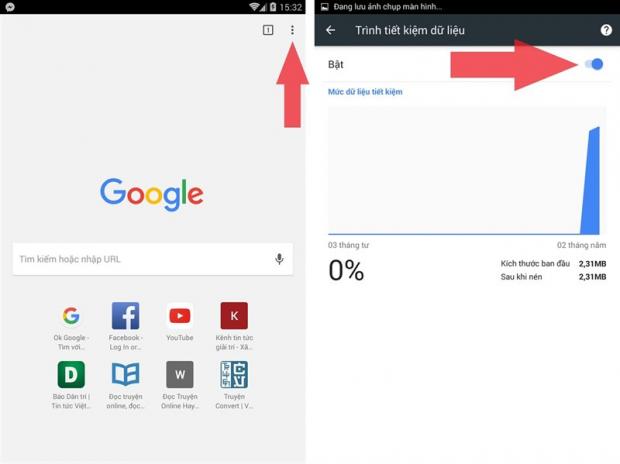 15:32
1
Google
Tìm kiếm hoặc nhập URL
G
f
K
Ok Google -
Tìm với...
Facebook -
Log In or...
YouTube
Kênh tin tức
giải trí - Xã...
D
W
Báo Dân trí |
Tin tức Việt...
Đọc truyện
online, đọc...
Đọc Truyện
Online Hay...
Truyện
Convert | V...
Đang lưu ảnh chụp màn hình...
Trình tiết kiệm dữ liệu
?
Bật
Mức dữ liệu tiết kiệm
03 tháng tư
02 tháng năm
0%
Kích thước ban đầu 2,31MB
Sau khi nén 2,31MB